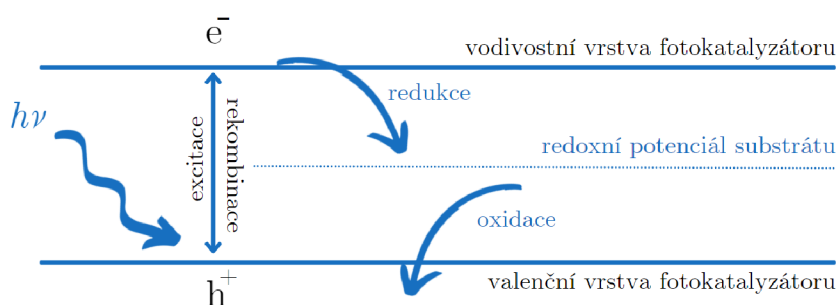 e⁻
vodivostní vrstva fotokatalyzátoru
redukce
hν
excitace
rekombinace
redoxní potenciál substrátu
oxidace
h⁺
valenční vrstva fotokatalyzátoru